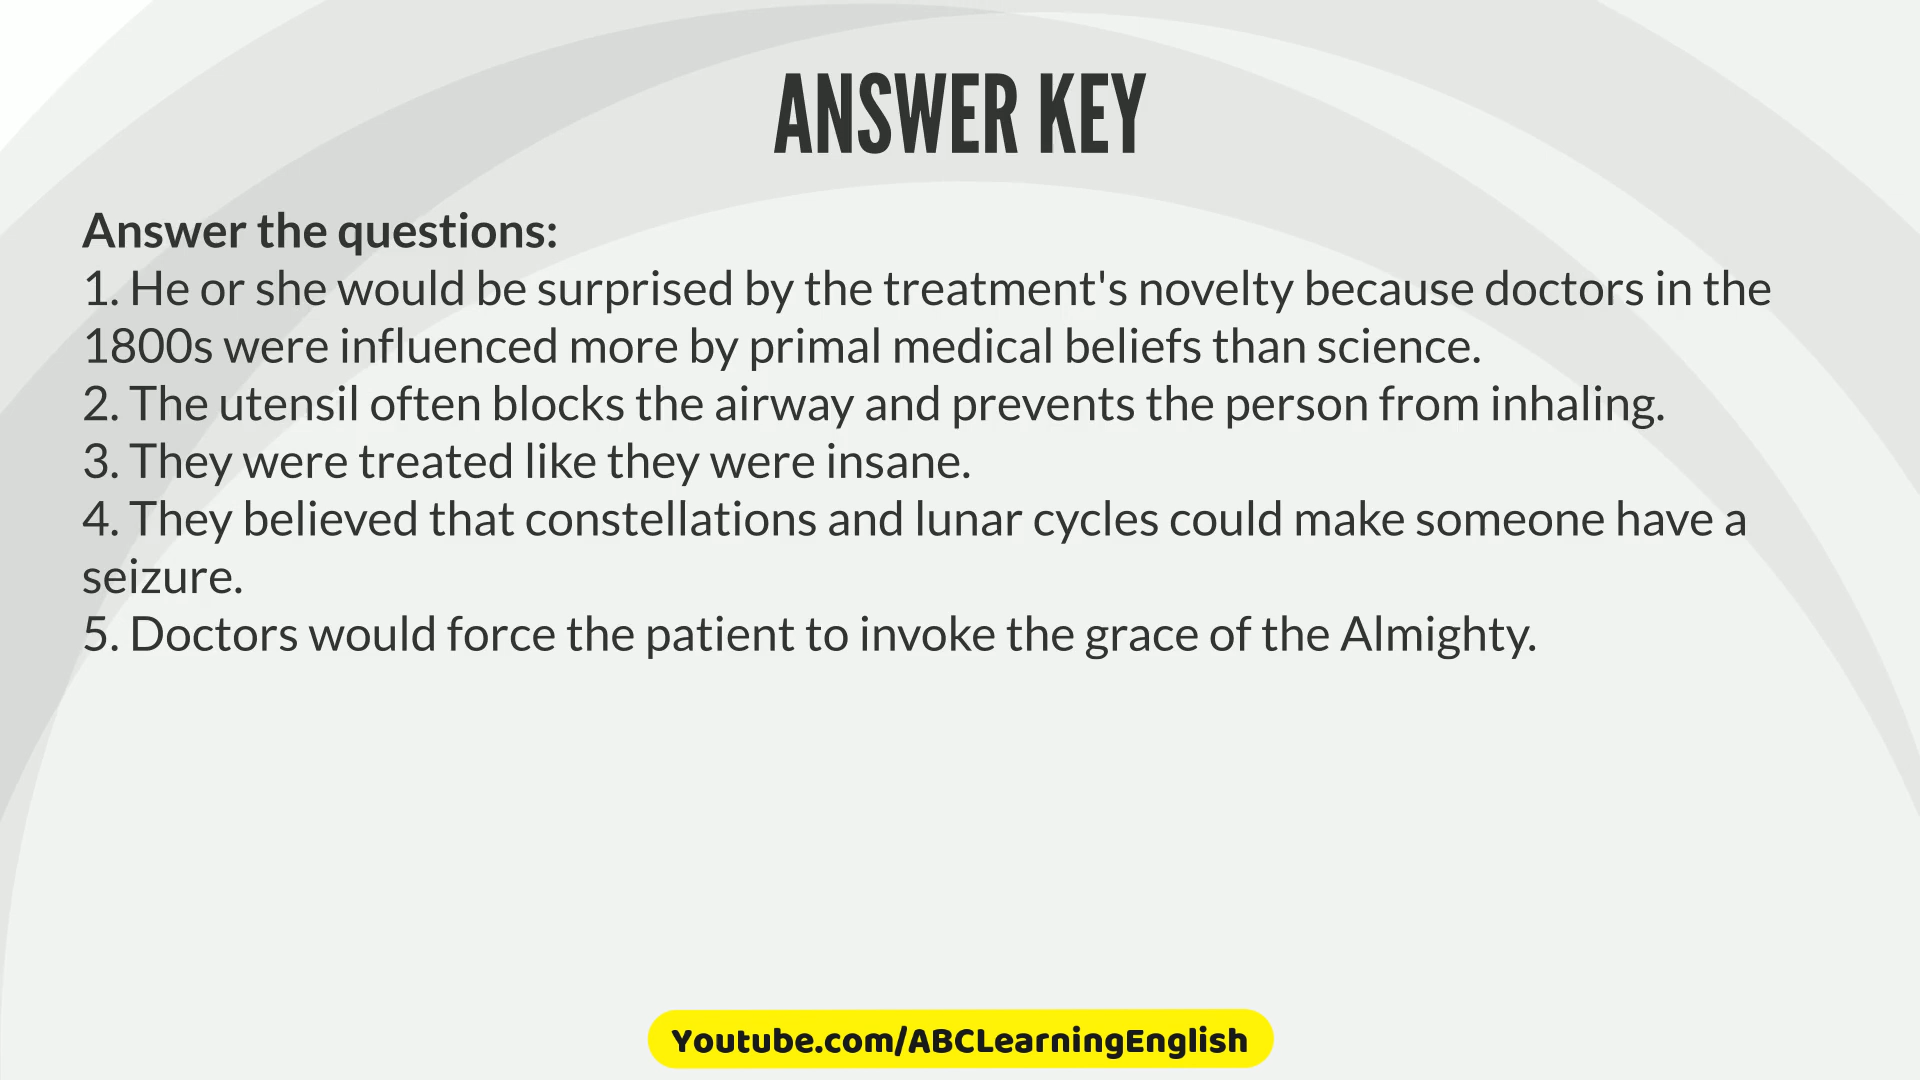 ANSWER KEY
Answer the questions:
1. He or she would be surprised by the treatment's novelty because doctors in the
1800s were influenced more by primal medical beliefs than science.
2. The utensil often blocks the airway and prevents the person from inhaling.
3. They were treated like they were insane.
4. They believed that constellations and lunar cycles could make someone have a
seizure.
5. Doctors would force the patient to invoke the grace of the Almighty.
Youtube.com/ABCLearningEnglish